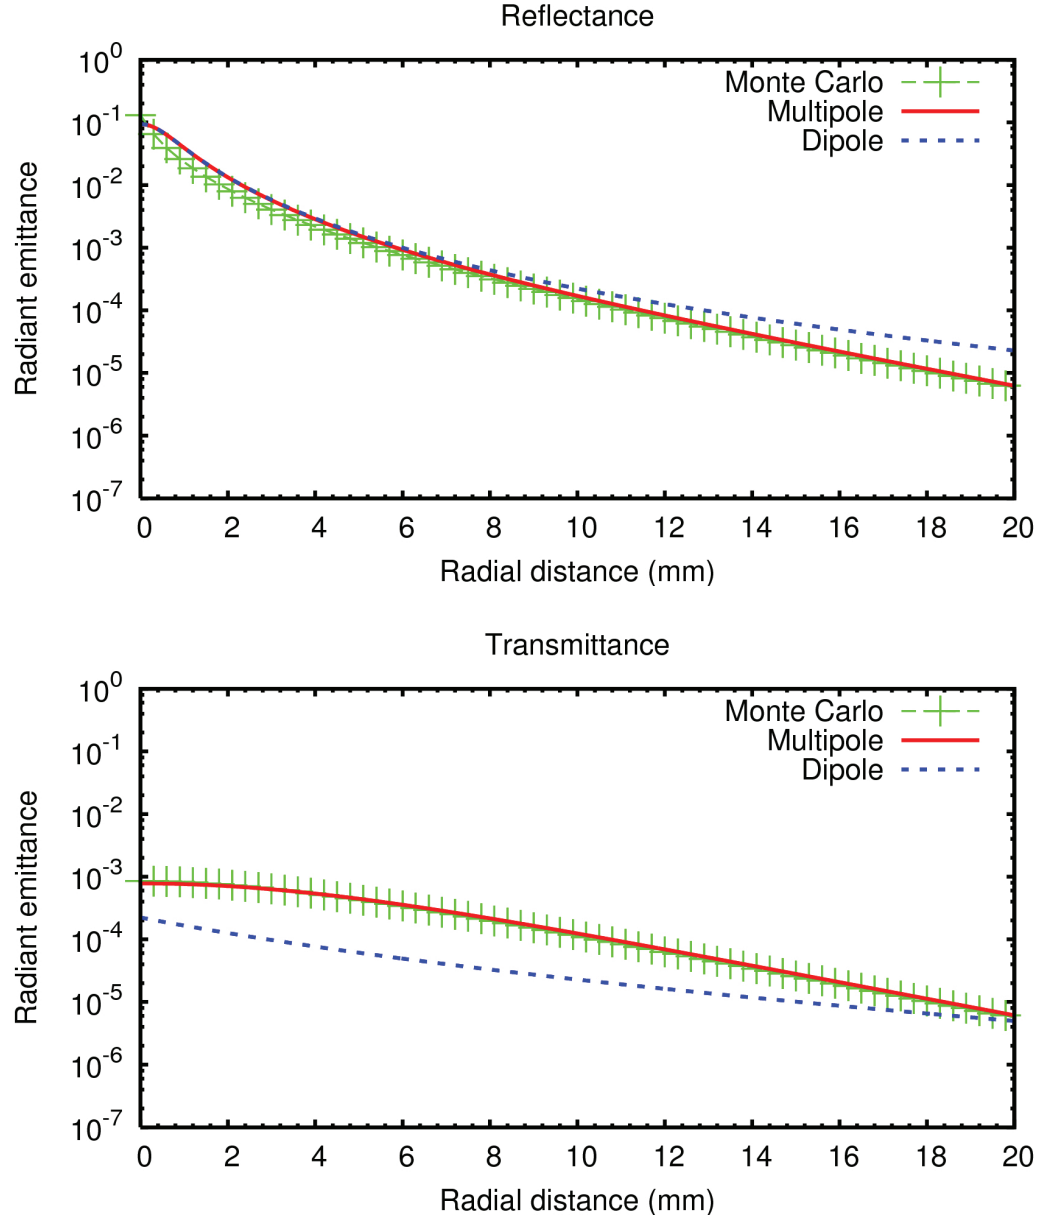 Reflectance
10^0
10^-1
10^-2
10^-3
10^-4
10^-5
10^-6
10^-7
Radiant emittance
Monte Carlo
Multipole
Dipole
0 2 4 6 8 10 12 14 16 18 20
Radial distance (mm)
Transmittance
10^0
10^-1
10^-2
10^-3
10^-4
10^-5
10^-6
10^-7
Radiant emittance
Monte Carlo
Multipole
Dipole
0 2 4 6 8 10 12 14 16 18 20
Radial distance (mm)